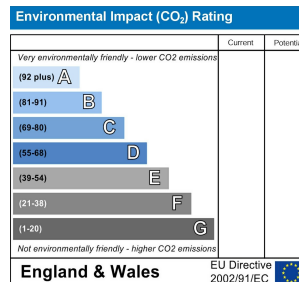 Environmental Impact (CO₂) Rating
Current Potential
Very environmentally friendly - lower CO2 emissions
(92 plus) A
(81-91) B
(69-80) C
(55-68) D
(39-54) E
(21-38) F
(1-20) G
Not environmentally friendly - higher CO2 emissions
England & Wales
EU Directive
2002/91/EC